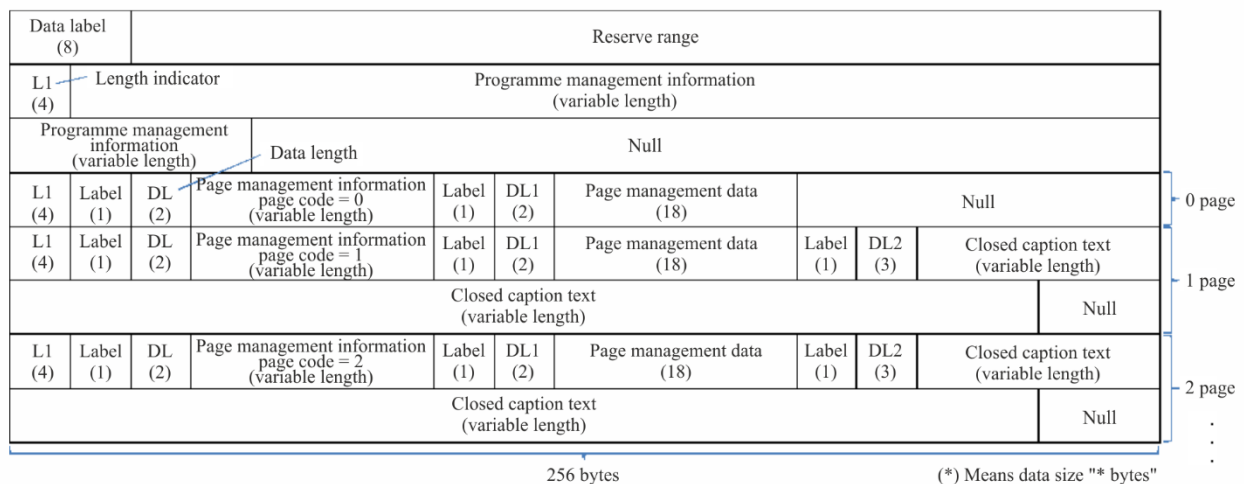 Data label
(8)
Reserve range
L1
(4)
Length indicator
Programme management information
(variable length)
Programme management
information
(variable length)
Data length
Null
L1
(4)
Label
(1)
DL
(2)
Page management information
page code = 0
(variable length)
Label
(1)
DL1
(2)
Page management data
(18)
Null
0 page
L1
(4)
Label
(1)
DL
(2)
Page management information
page code = 1
(variable length)
Label
(1)
DL1
(2)
Page management data
(18)
Label
(1)
DL2
(3)
Closed caption text
(variable length)
1 page
Closed caption text
(variable length)
Null
L1
(4)
Label
(1)
DL
(2)
Page management information
page code = 2
(variable length)
Label
(1)
DL1
(2)
Page management data
(18)
Label
(1)
DL2
(3)
Closed caption text
(variable length)
2 page
Closed caption text
(variable length)
Null
.
.
.
256 bytes
(*) Means data size "* bytes"